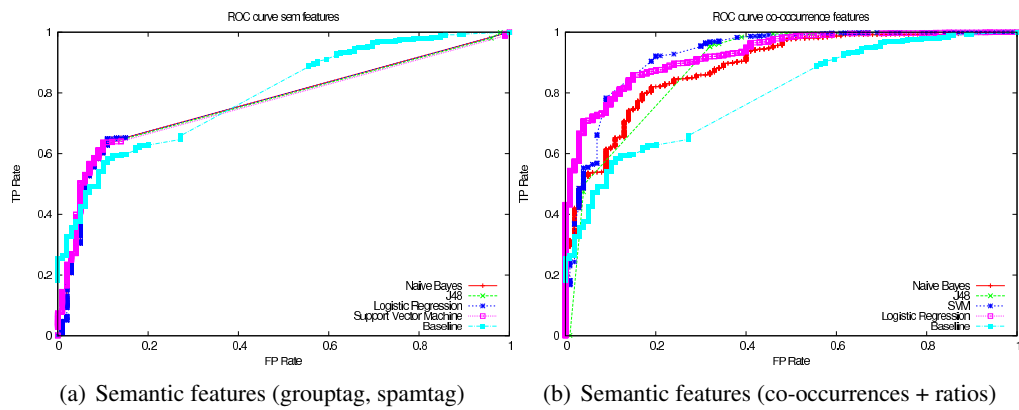 ROC curve sem features
1
0.8
0.6
0.4
0.2
0
TP Rate
0
0.2
0.4
0.6
0.8
1
FP Rate
Naive Bayes
J48
Logistic Regression
Support Vector Machine
Baseline
(a) Semantic features (grouptag, spamtag)
ROC curve co-occurrence features
1
0.8
0.6
0.4
0.2
0
TP Rate
0
0.2
0.4
0.6
0.8
1
FP Rate
Naive Bayes
J48
SVM
Logistic Regression
Baseline
(b) Semantic features (co-occurrences + ratios)